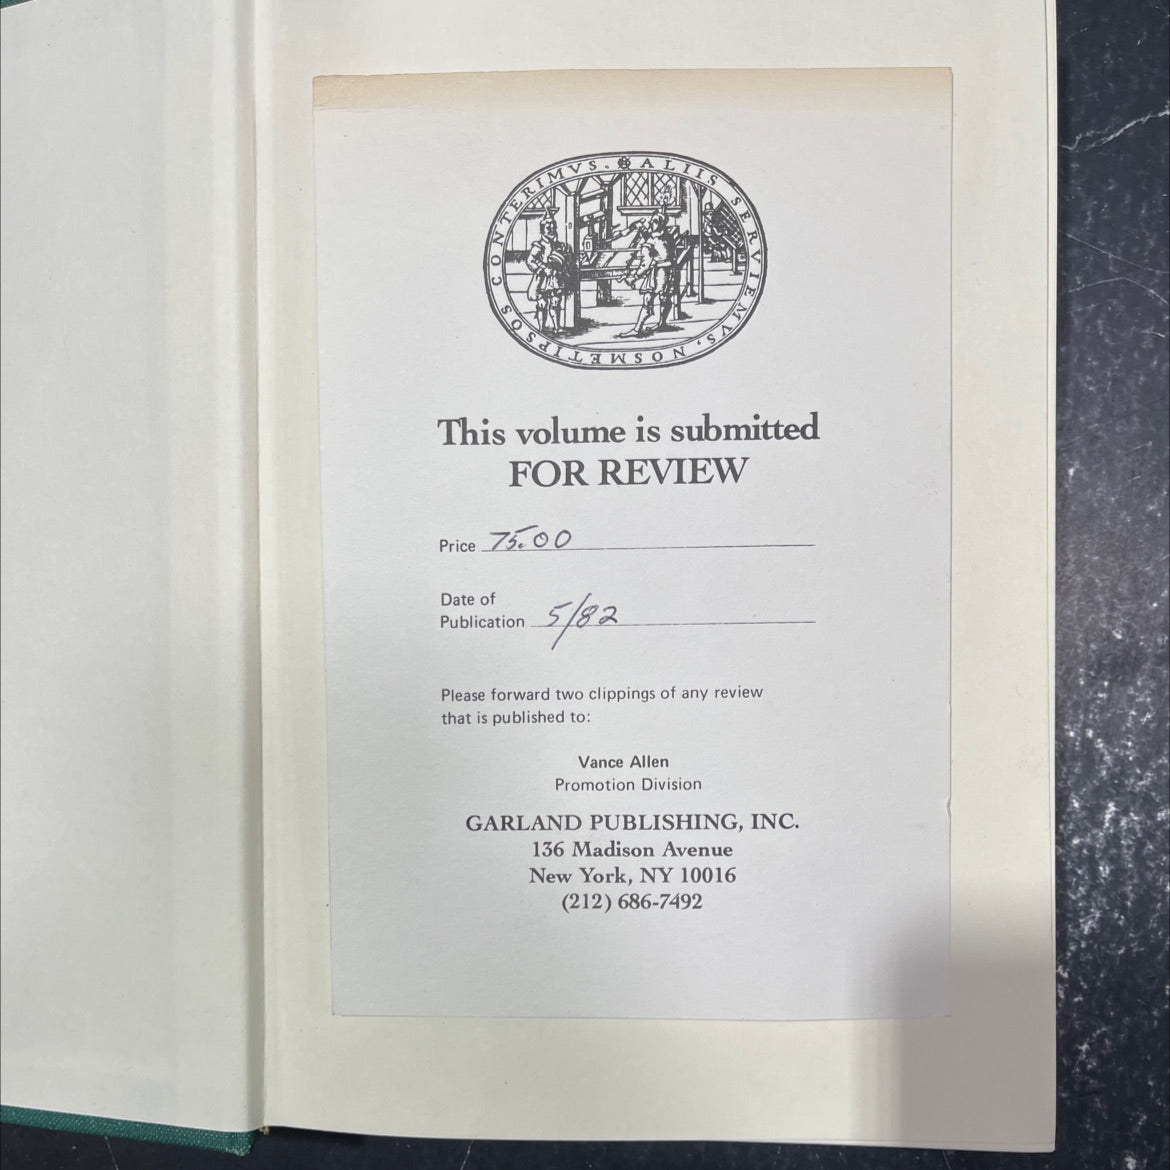 ALIIS SERVIEMVS, NOSMETIPSOS CONTERIMVS.
This volume is submitted
FOR REVIEW
Price 75.00
Date of
Publication 5/82
Please forward two clippings of any review
that is published to:
Vance Allen
Promotion Division
GARLAND PUBLISHING, INC.
136 Madison Avenue
New York, NY 10016
(212) 686-7492